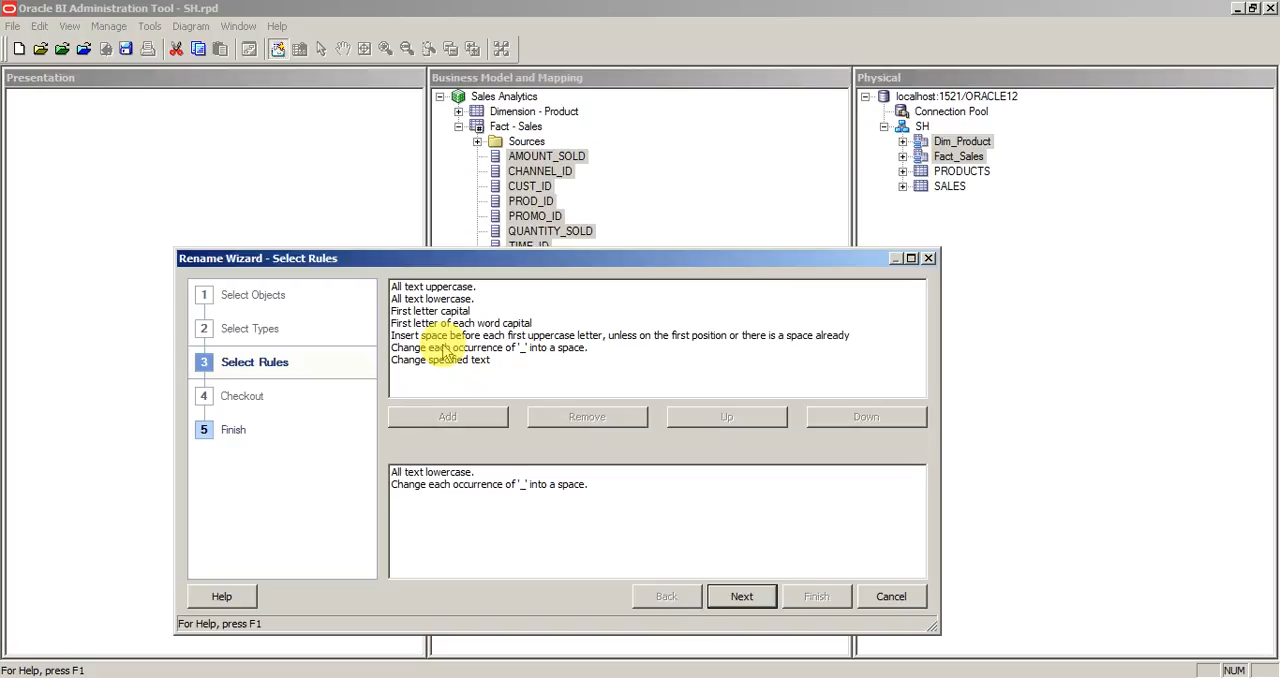 Oracle BI Administration Tool - SH.rpd
File Edit View Manage Tools Diagram Window Help
Presentation
Business Model and Mapping
Sales Analytics
Dimension - Product
Fact - Sales
Sources
AMOUNT_SOLD
CHANNEL_ID
CUST_ID
PROD_ID
PROMO_ID
QUANTITY_SOLD
TIME_ID
Physical
localhost:1521/ORACLE12
Connection Pool
SH
Dim_Product
Fact_Sales
PRODUCTS
SALES
Rename Wizard - Select Rules
1 Select Objects
2 Select Types
3 Select Rules
4 Checkout
5 Finish
All text uppercase.
All text lowercase.
First letter capital
First letter of each word capital
Insert space before each first uppercase letter, unless on the first position or there is a space already
Change each occurrence of '_' into a space.
Change specified text
Add Remove Up Down
All text lowercase.
Change each occurrence of '_' into a space.
Help Back Next Finish Cancel
For Help, press F1
For Help, press F1 NUM